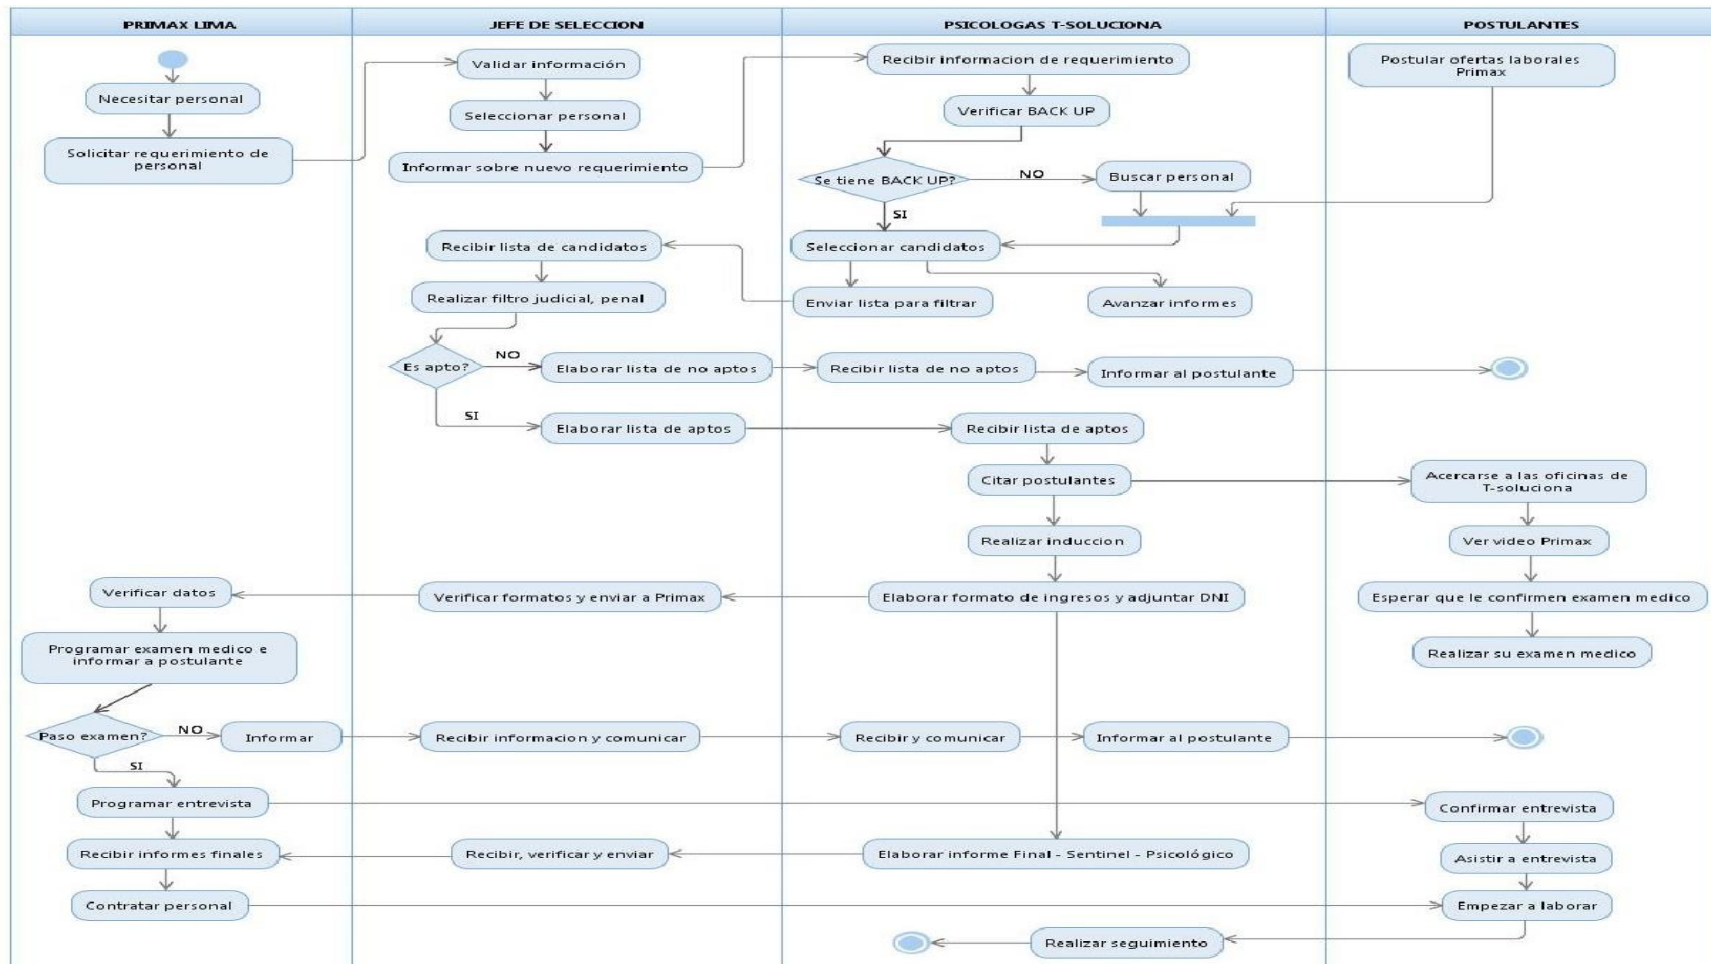 PRIMAX LIMA
JEFE DE SELECCION
PSICOLOGAS T-SOLUCIONA
POSTULANTES
Necesitar personal
Solicitar requerimiento de
personal
Validar información
Seleccionar personal
Informar sobre nuevo requerimiento
Recibir informacion de requerimiento
Verificar BACK UP
Se tiene BACK UP?
NO
Buscar personal
SI
Postular ofertas laborales
Primax
Seleccionar candidatos
Enviar lista para filtrar
Avanzar informes
Recibir lista de candidatos
Realizar filtro judicial, penal
Es apto?
NO
Elaborar lista de no aptos
Recibir lista de no aptos
Informar al postulante
SI
Elaborar lista de aptos
Recibir lista de aptos
Citar postulantes
Acercarse a las oficinas de
T-soluciona
Realizar induccion
Ver video Primax
Elaborar formato de ingresos y adjuntar DNI
Esperar que le confirmen examen medico
Realizar su examen medico
Verificar formatos y enviar a Primax
Verificar datos
Programar examen medico e
informar a postulante
Paso examen?
NO
Informar
Recibir informacion y comunicar
Recibir y comunicar
Informar al postulante
SI
Programar entrevista
Confirmar entrevista
Recibir informes finales
Recibir, verificar y enviar
Elaborar informe Final - Sentinel - Psicológico
Asistir a entrevista
Contratar personal
Empezar a laborar
Realizar seguimiento